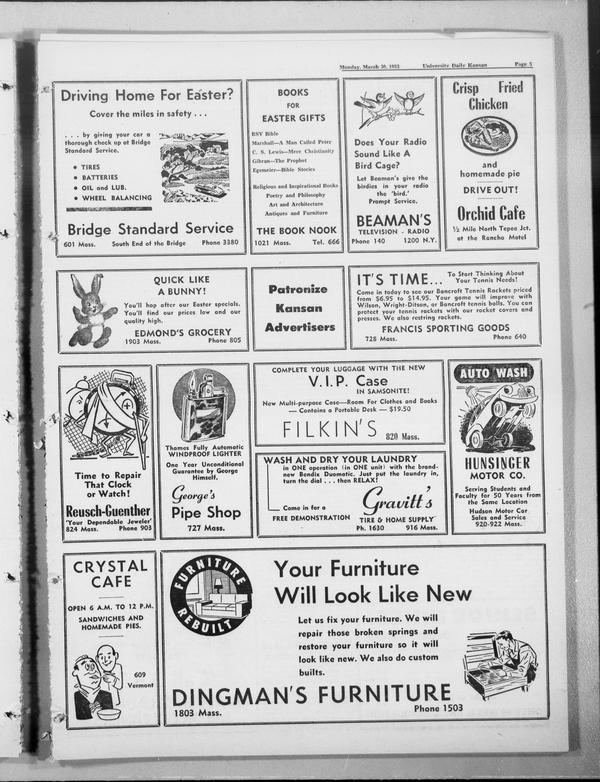 Monday, March 30, 1953 University Daily Kansan Page 5
Driving Home For Easter?
Cover the miles in safety . . .
. . . by giving your car a
thorough check up at Bridge
Standard Service.
• TIRES
• BATTERIES
• OIL and LUB.
• WHEEL BALANCING
Bridge Standard Service
601 Mass. South End of the Bridge Phone 3380
BOOKS
FOR
EASTER GIFTS
RSV Bible
Marshall—A Man Called Peter
C. S. Lewis—Mere Christianity
Gibran—The Prophet
Egemeier—Bible Stories
Religious and Inspirational Books
Poetry and Philosophy
Art and Architecture
Antiques and Furniture
THE BOOK NOOK
1021 Mass. Tel. 666
Does Your Radio
Sound Like A
Bird Cage?
Let Beaman's give the
birdies in your radio
the 'bird.'
Prompt Service.
BEAMAN'S
TELEVISION - RADIO
Phone 140 1200 N.Y.
Crisp Fried
Chicken
and
homemade pie
DRIVE OUT!
Orchid Cafe
½ Mile North Tepee Jct.
at the Rancho Motel
QUICK LIKE
A BUNNY!
You'll hop after our Easter specials.
You'll find our prices low and our
quality high.
EDMOND'S GROCERY
1903 Mass. Phone 805
Patronize
Kansan
Advertisers
IT'S TIME... To Start Thinking About
Your Tennis Needs!
Come in today to see our Bancroft Tennis Rackets priced
from $6.95 to $14.95. Your game will improve with
Wilson, Wright-Ditson, or Bancroft tennis balls. You can
protect your tennis rackets with our racket covers and
presses. We also restring rackets.
FRANCIS SPORTING GOODS
728 Mass. Phone 640
Time to Repair
That Clock
or Watch!
Reusch-Guenther
'Your Dependable Jeweler'
824 Mass. Phone 903
Thames Fully Automatic
WINDPROOF LIGHTER
One Year Unconditional
Guarantee by George
Himself.
George's
Pipe Shop
727 Mass.
COMPLETE YOUR LUGGAGE WITH THE NEW
V.I.P. Case
IN SAMSONITE!
New Multi-purpose Case—Room For Clothes and Books
— Contains a Portable Desk — $19.50
FILKIN'S 820 Mass.
WASH AND DRY YOUR LAUNDRY
in ONE operation (in ONE unit) with the brand-
new Bendix Duomatic. Just put the laundry in,
turn the dial . . . then RELAX!
Come in for a
FREE DEMONSTRATION
Gravitt's
TIRE & HOME SUPPLY
Ph. 1630 916 Mass.
AUTO WASH
HUNSINGER
MOTOR CO.
Serving Students and
Faculty for 50 Years from
the Same Location
Hudson Motor Car
Sales and Service
920-922 Mass.
CRYSTAL
CAFE
OPEN 6 A.M. TO 12 P.M.
SANDWICHES AND
HOMEMADE PIES.
609
Vermont
FURNITURE
REBUILT
Your Furniture
Will Look Like New
Let us fix your furniture. We will
repair those broken springs and
restore your furniture so it will
look like new. We also do custom
builts.
DINGMAN'S FURNITURE
1803 Mass. Phone 1503